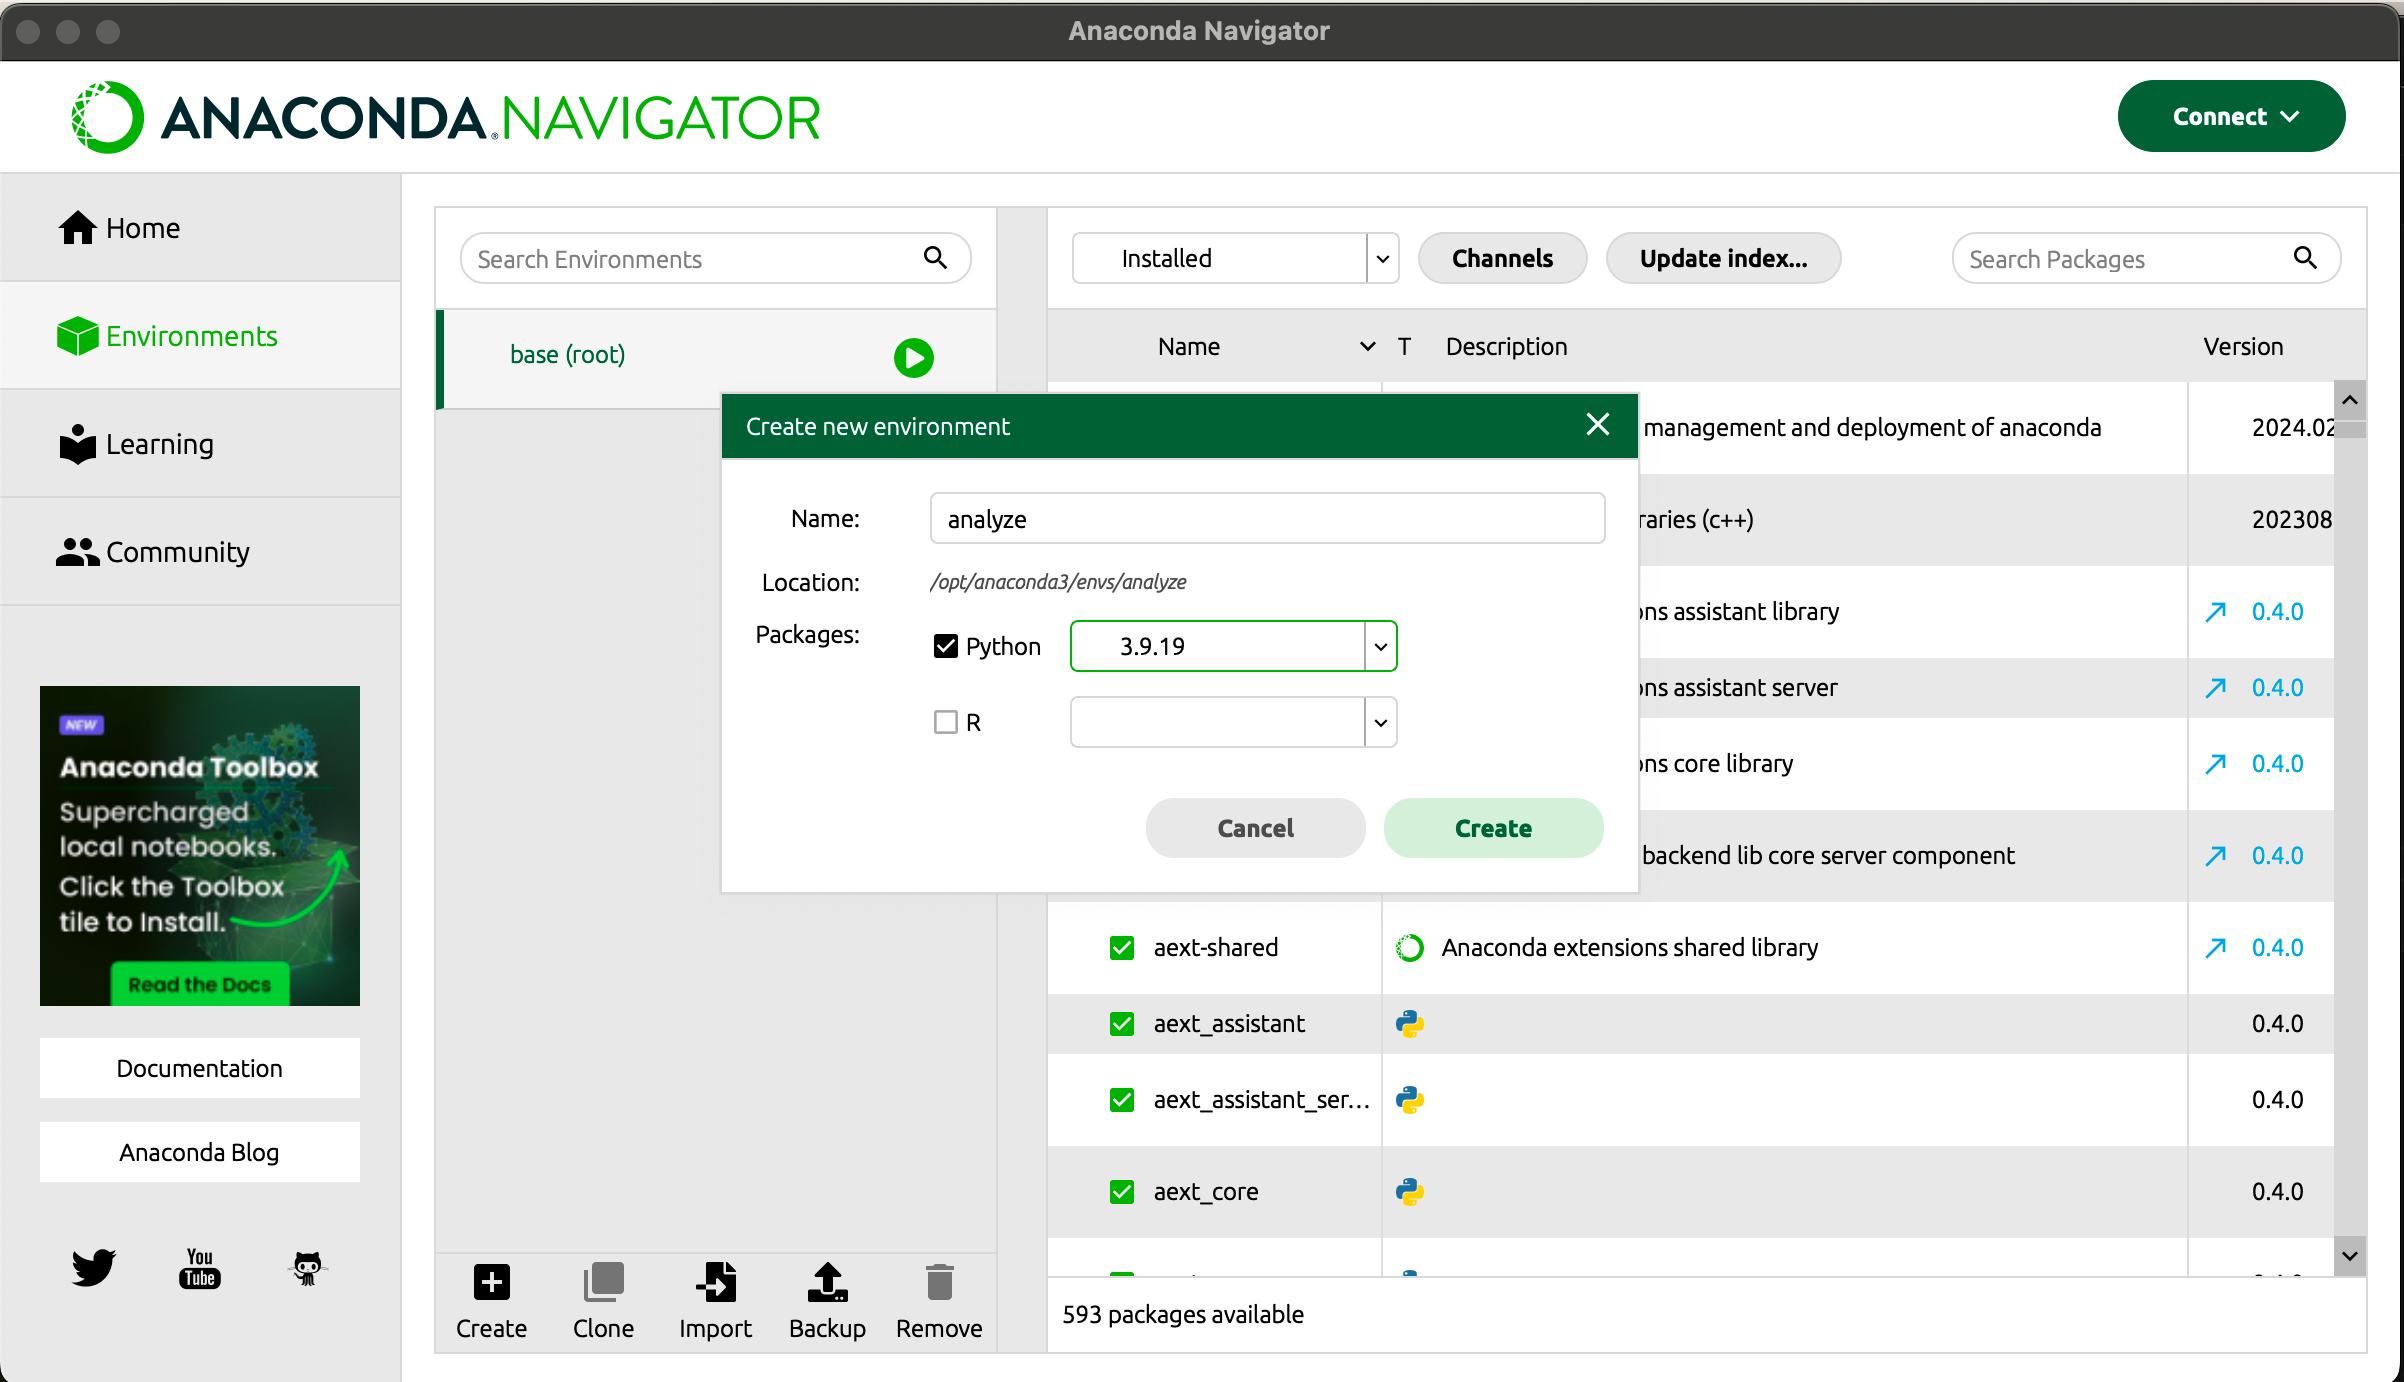 Anaconda Navigator
ANACONDA.NAVIGATOR
Connect
Home
Environments
Learning
Community
NEW
Anaconda Toolbox
Supercharged
local notebooks.
Click the Toolbox
tile to Install.
Read the Docs
Documentation
Anaconda Blog
You
Tube
Search Environments
base (root)
Create
Clone
Import
Backup
Remove
Installed
Channels
Update index...
Search Packages
Name T Description Version
management and deployment of anaconda 2024.02
(c++) 202308
assistant library 0.4.0
assistant server 0.4.0
core library 0.4.0
backend lib core server component 0.4.0
aext-shared Anaconda extensions shared library 0.4.0
aext_assistant 0.4.0
aext_assistant_ser... 0.4.0
aext_core 0.4.0
593 packages available
Create new environment
Name: analyze
Location: /opt/anaconda3/envs/analyze
Packages: Python 3.9.19
R
Cancel Create